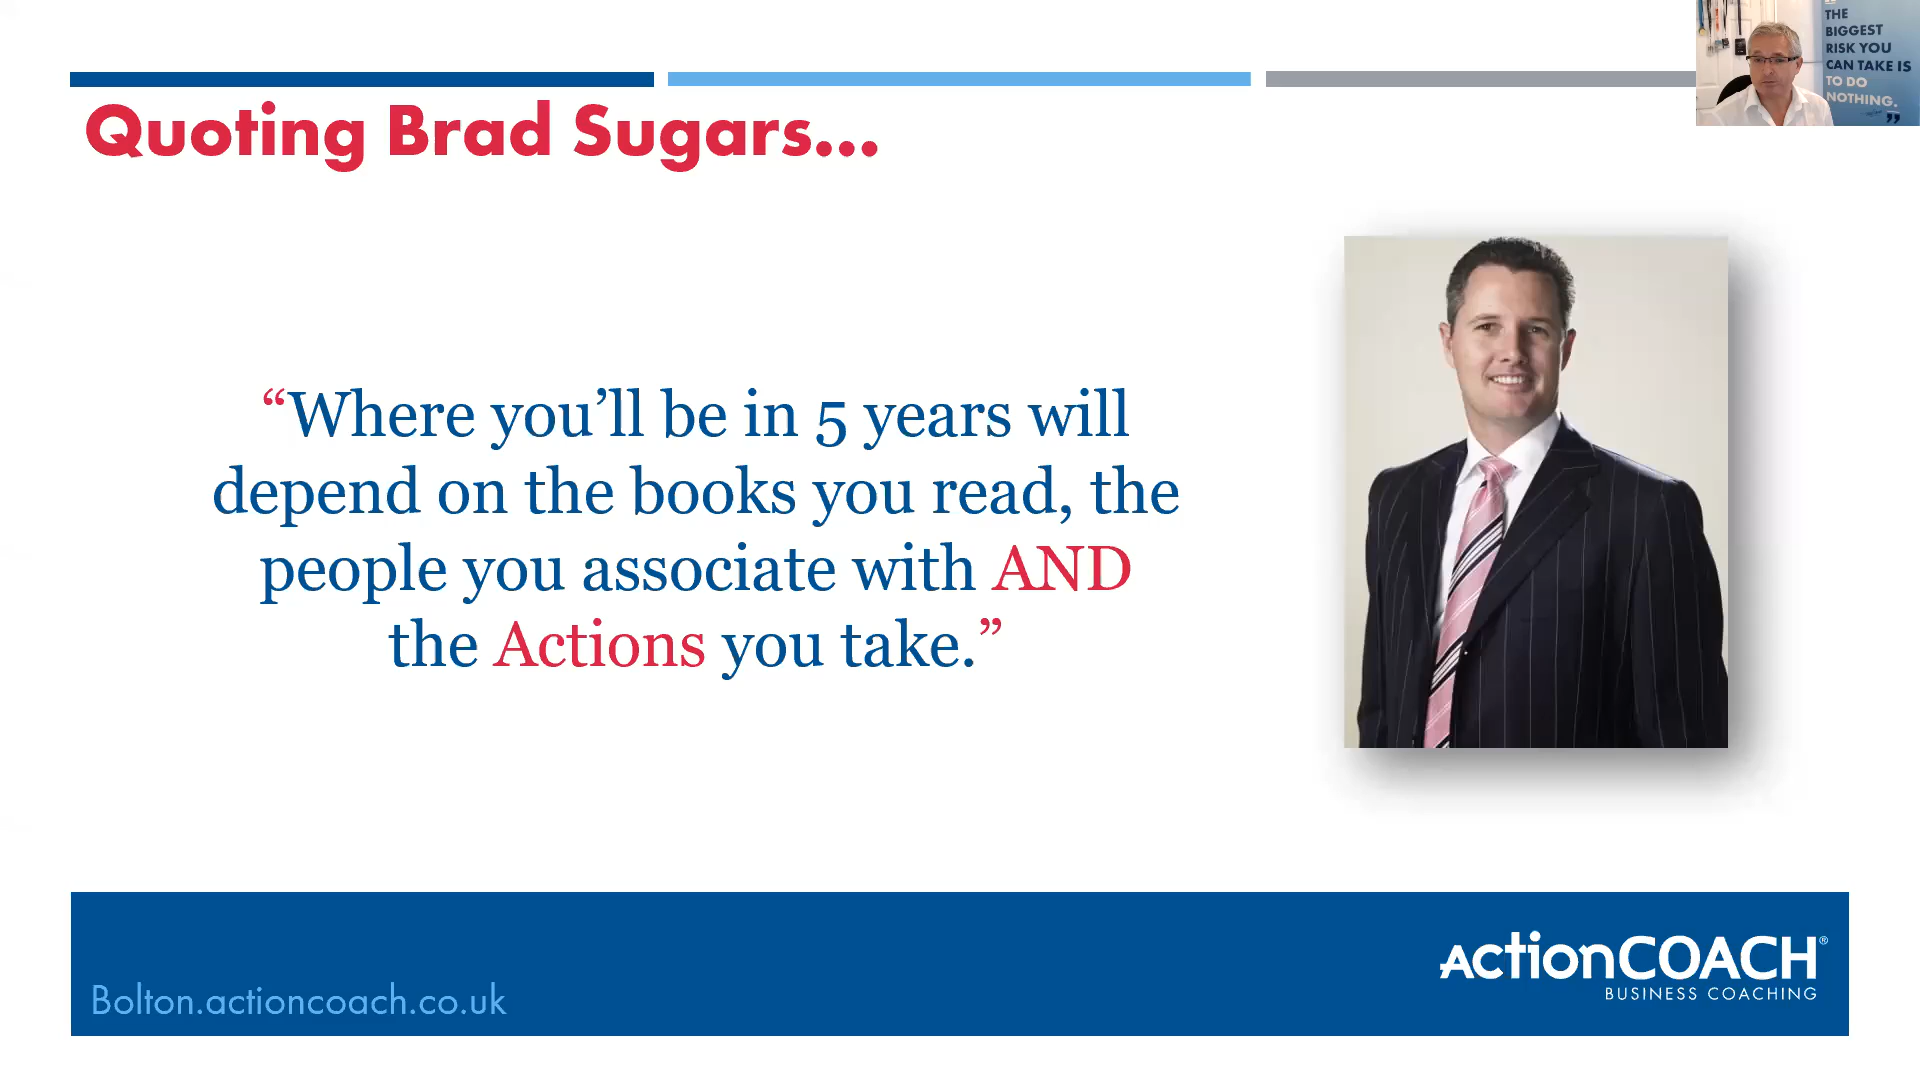 Quoting Brad Sugars...
THE
BIGGEST
RISK YOU
CAN TAKE IS
TO DO
NOTHING.
”
“Where you’ll be in 5 years will
depend on the books you read, the
people you associate with AND
the Actions you take.”
Bolton.actioncoach.co.uk
ActionCOACH®
BUSINESS COACHING